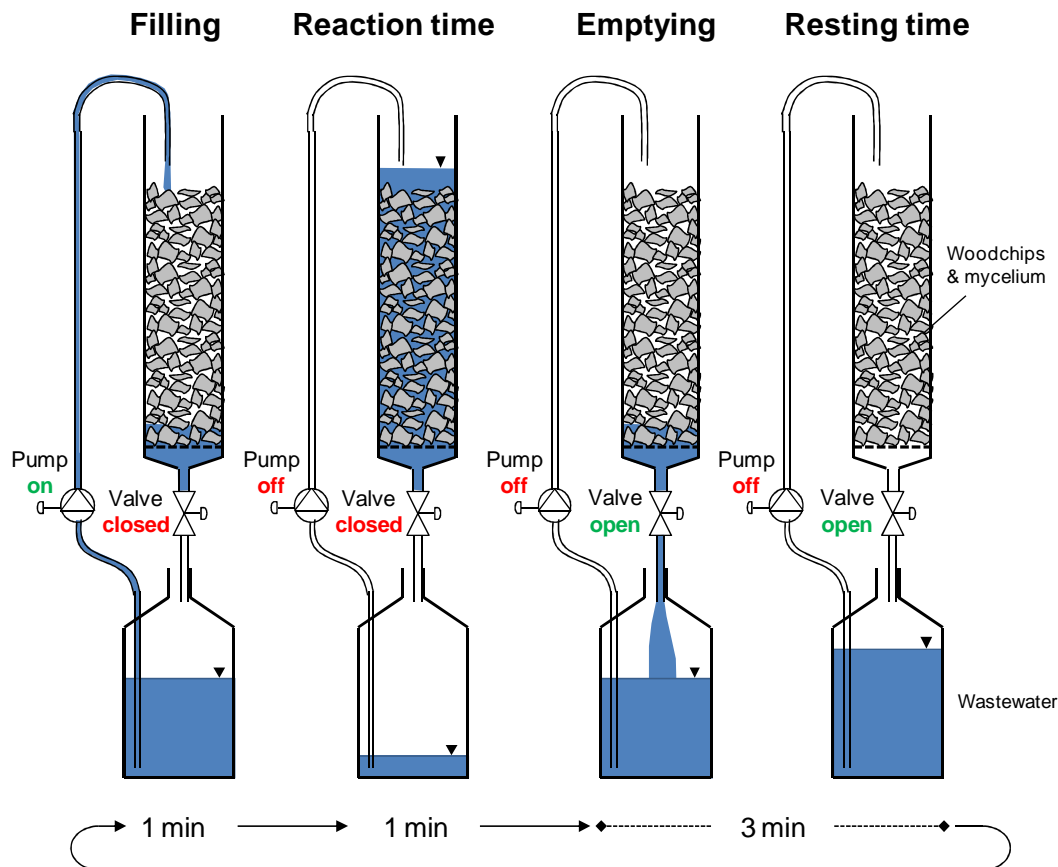 Filling
Reaction time
Emptying
Resting time
Woodchips
& mycelium
Pump
on
Valve
closed
Pump
off
Valve
closed
Pump
off
Valve
open
Pump
off
Valve
open
Wastewater
1 min
1 min
3 min